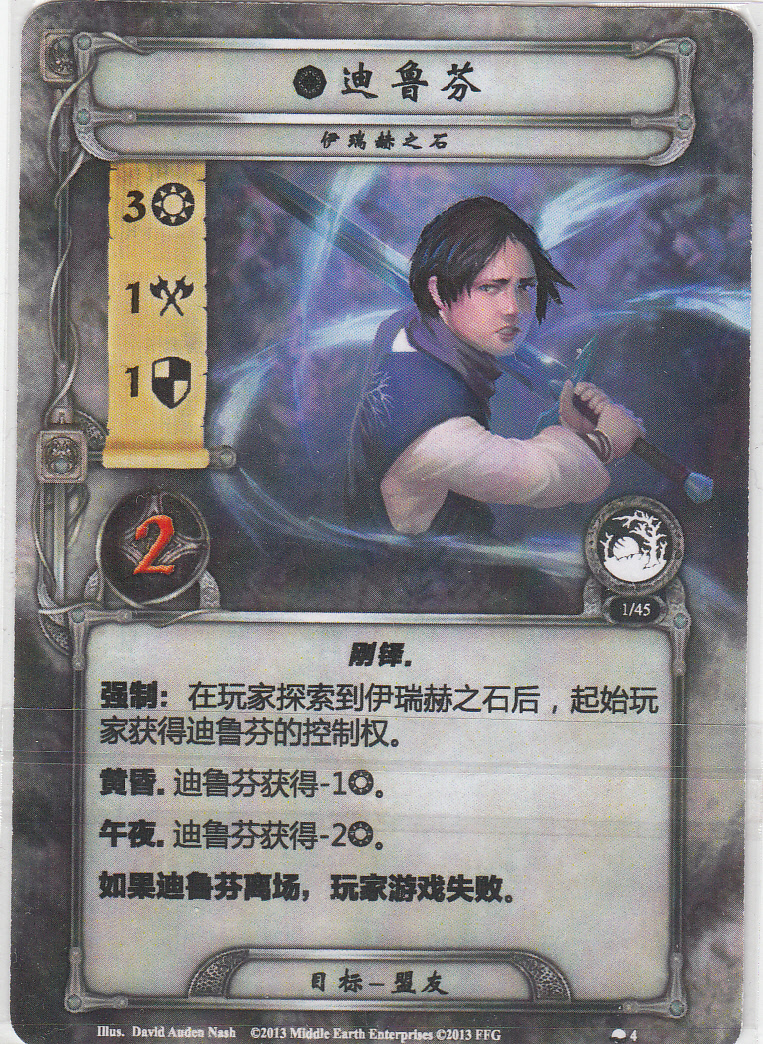 迪鲁芬
伊瑞赫之石
3
1
1
2
1/45
刚铎.
强制：在玩家探索到伊瑞赫之石后，起始玩
家获得迪鲁芬的控制权。
黄昏. 迪鲁芬获得-1。
午夜. 迪鲁芬获得-2。
如果迪鲁芬离场，玩家游戏失败。
目标–盟友
Illus. David Auden Nash ©2013 Middle Earth Enterprises ©2013 FFG 4